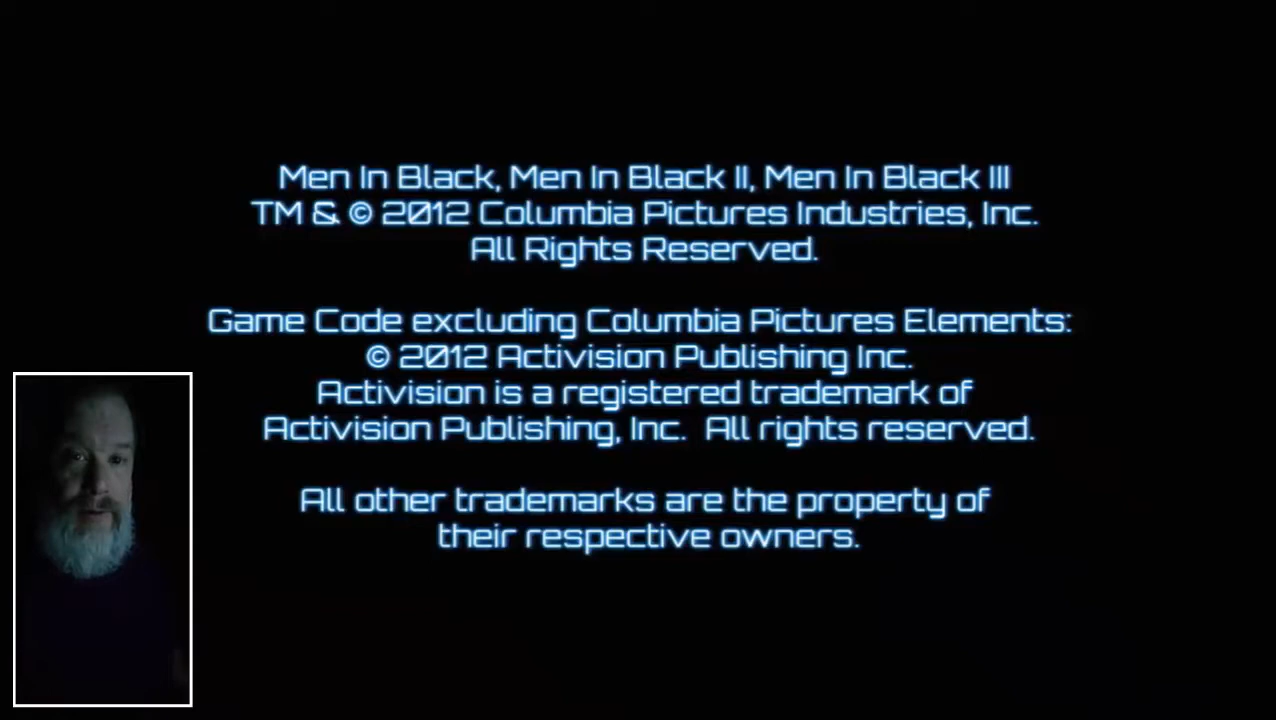 Men In Black, Men In Black II, Men In Black III
TM & © 2012 Columbia Pictures Industries, Inc.
All Rights Reserved.
Game Code excluding Columbia Pictures Elements:
© 2012 Activision Publishing Inc.
Activision is a registered trademark of
Activision Publishing, Inc.  All rights reserved.
All other trademarks are the property of
their respective owners.